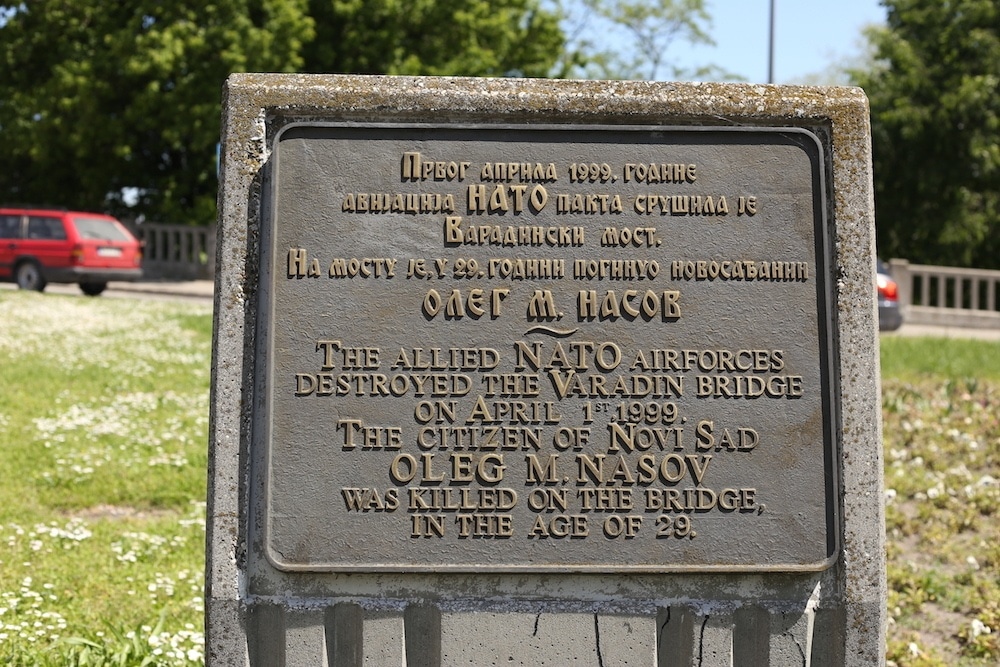 Првог априла 1999. године
авијација НАТО пакта срушила је
Варадински мост.
На мосту је, у 29. години погинуо новосађанин
ОЛЕГ М. НАСОВ
THE ALLIED NATO AIRFORCES
DESTROYED THE VARADIN BRIDGE
ON APRIL 1ST 1999.
THE CITIZEN OF NOVI SAD
OLEG M. NASOV
WAS KILLED ON THE BRIDGE,
IN THE AGE OF 29.